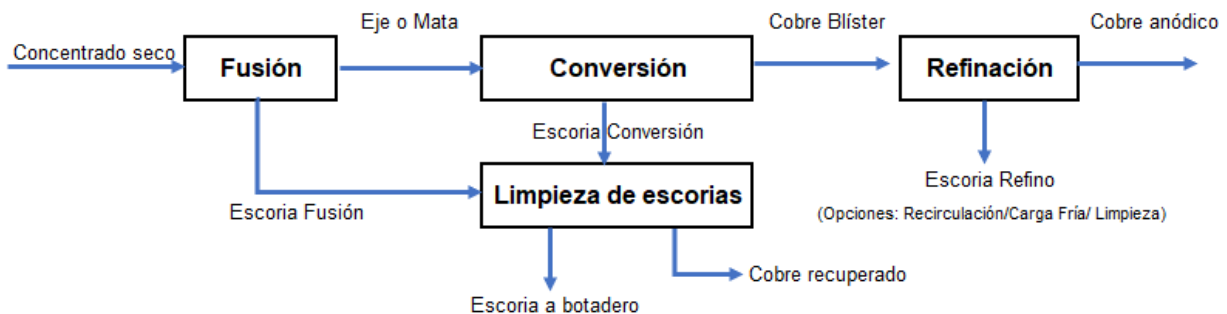 Eje o Mata
Cobre Blíster
Cobre anódico
Concentrado seco
Fusión
Conversión
Refinación
Escoria Conversión
Limpieza de escorias
Escoria Fusión
Escoria Refino
(Opciones: Recirculación/Carga Fría/ Limpieza)
Cobre recuperado
Escoria a botadero